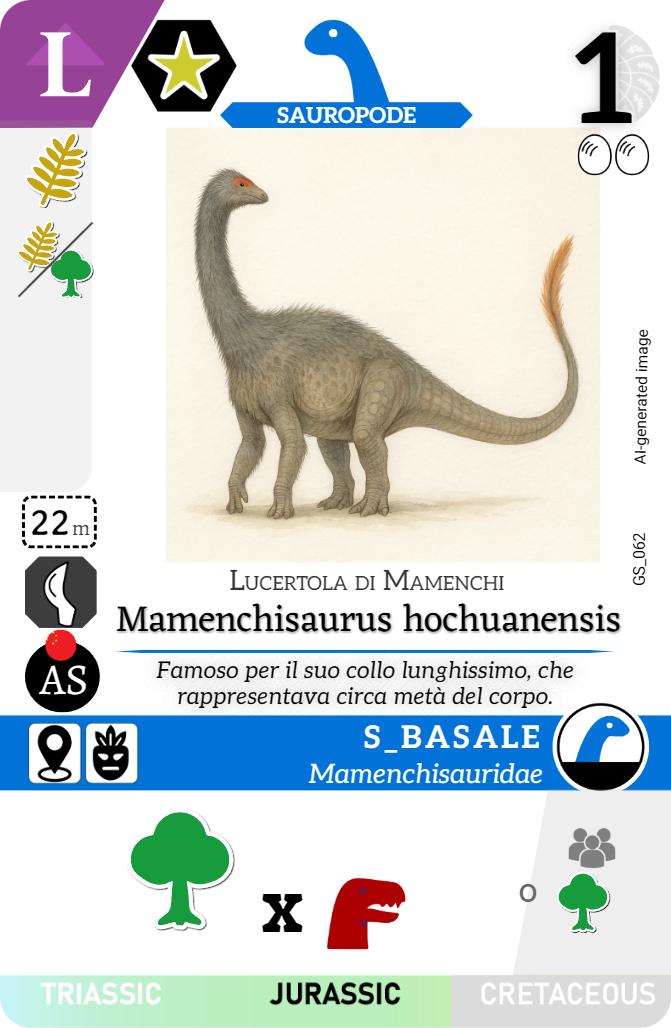 L
SAUROPODE
1
AI-generated image
GS_062
22 m
AS
Lucertola di Mamenchi
Mamenchisaurus hochuanensis
Famoso per il suo collo lunghissimo, che
rappresentava circa metà del corpo.
S_BASALE
Mamenchisauridae
x
o
TRIASSIC JURASSIC CRETACEOUS